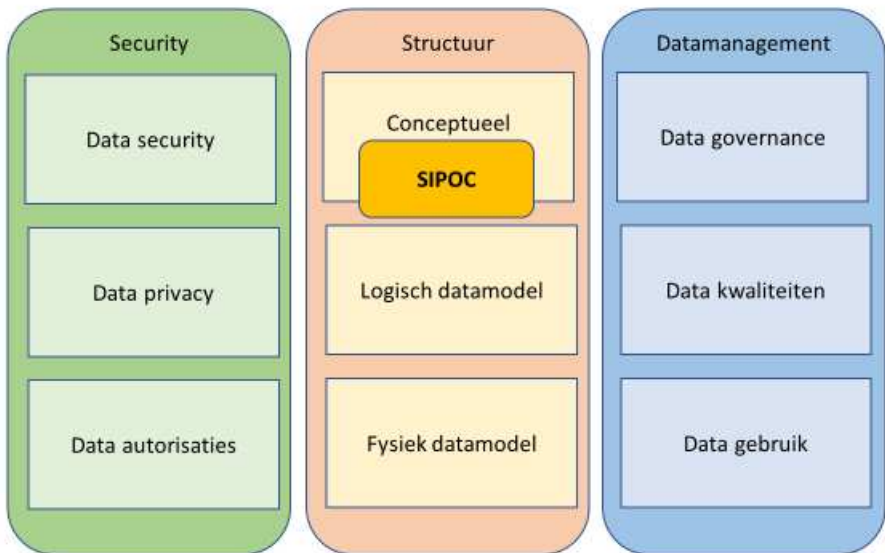 Security
Data security
Data privacy
Data autorisaties
Structuur
Conceptueel
SIPOC
Logisch datamodel
Fysiek datamodel
Datamanagement
Data governance
Data kwaliteiten
Data gebruik